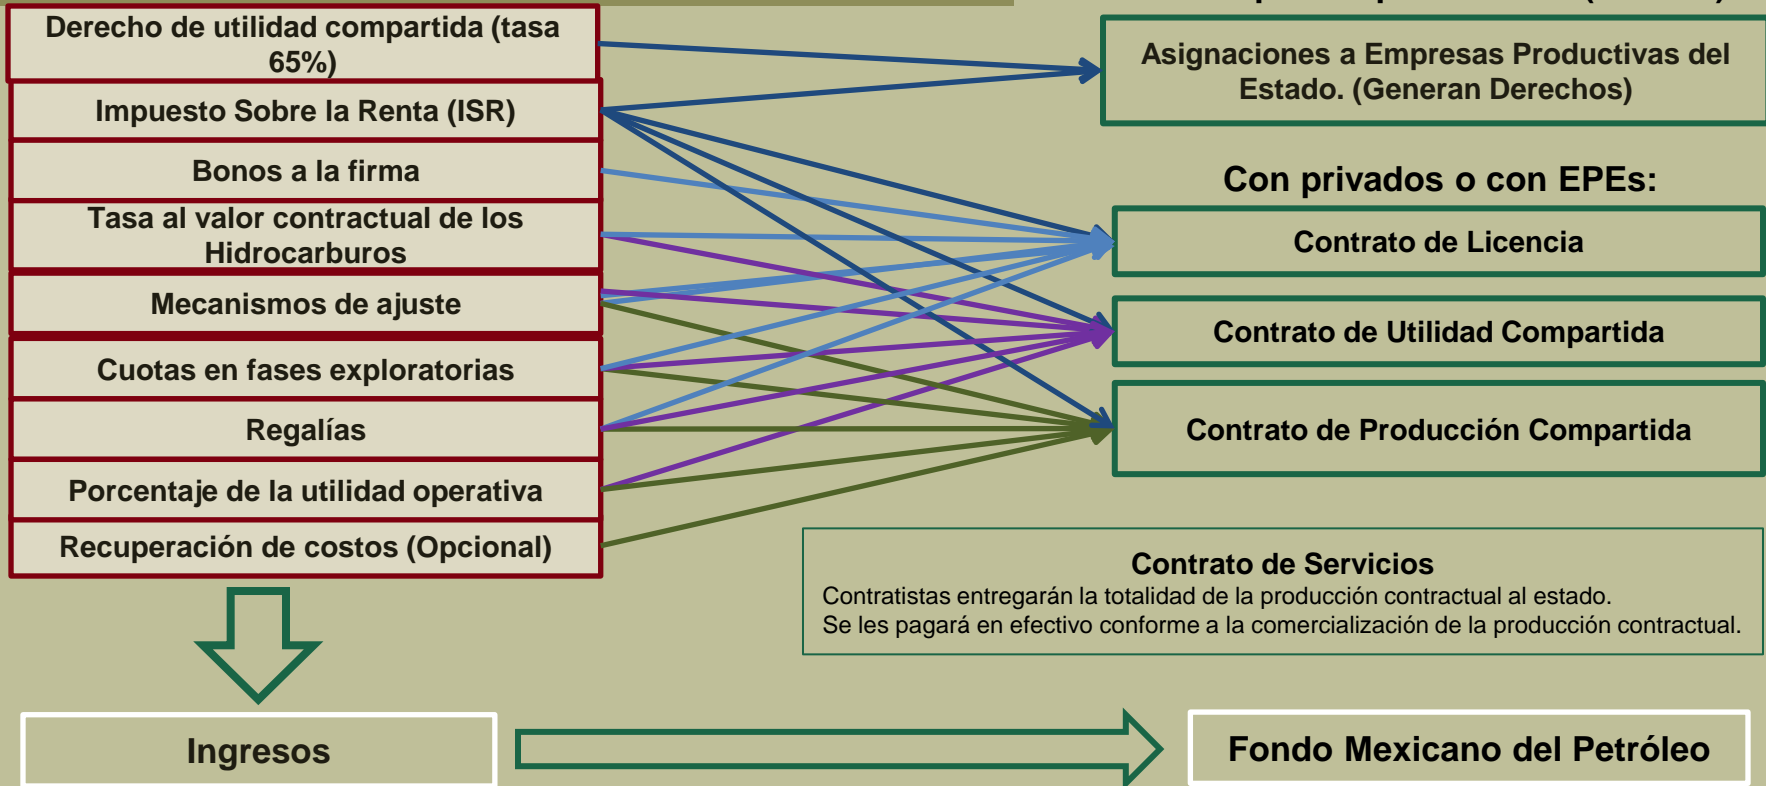 Derecho de utilidad compartida (tasa
65%)
Impuesto Sobre la Renta (ISR)
Bonos a la firma
Tasa al valor contractual de los
Hidrocarburos
Mecanismos de ajuste
Cuotas en fases exploratorias
Regalías
Porcentaje de la utilidad operativa
Recuperación de costos (Opcional)
Ingresos
Asignaciones a Empresas Productivas del
Estado. (Generan Derechos)
Con privados o con EPEs:
Contrato de Licencia
Contrato de Utilidad Compartida
Contrato de Producción Compartida
Contrato de Servicios
Contratistas entregarán la totalidad de la producción contractual al estado.
Se les pagará en efectivo conforme a la comercialización de la producción contractual.
Fondo Mexicano del Petróleo